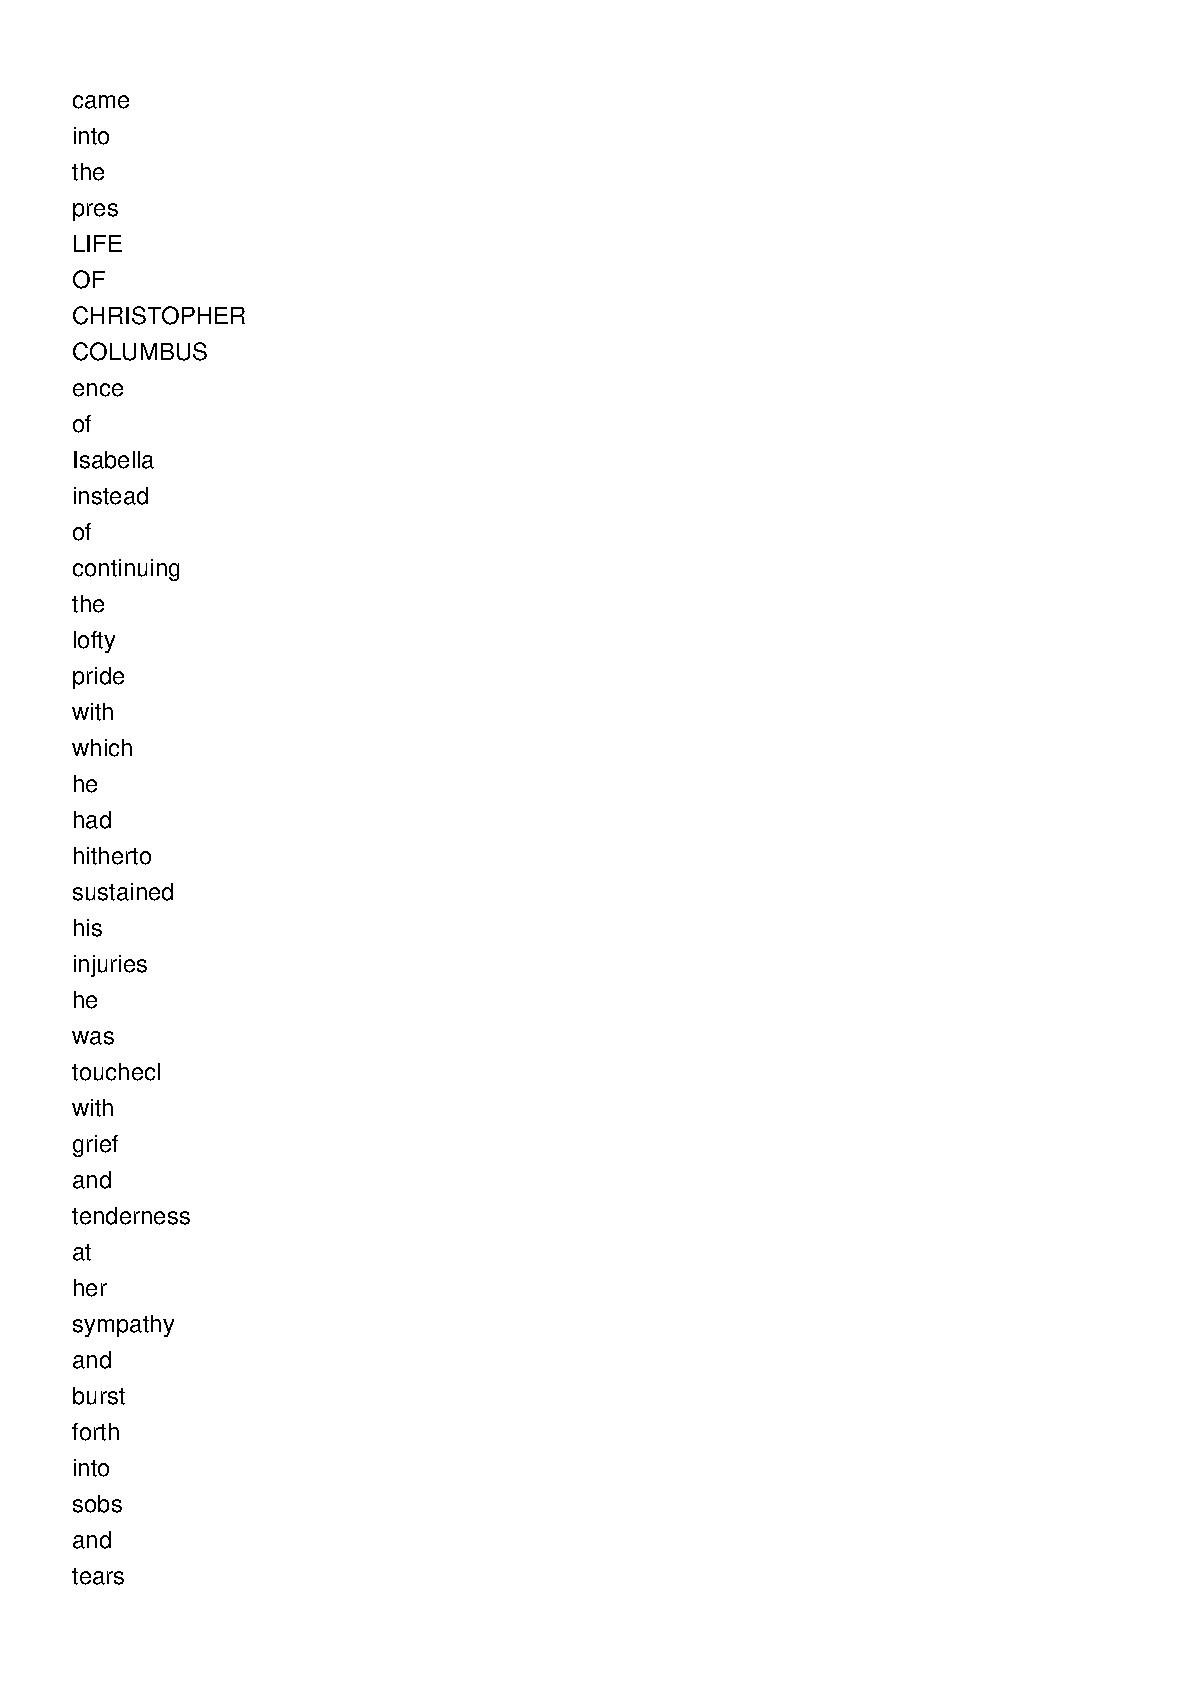 came
into
the
pres
LIFE
OF
CHRISTOPHER
COLUMBUS
ence
of
Isabella
instead
of
continuing
the
lofty
pride
with
which
he
had
hitherto
sustained
his
injuries
he
was
touchecl
with
grief
and
tenderness
at
her
sympathy
and
burst
forth
into
sobs
and
tears